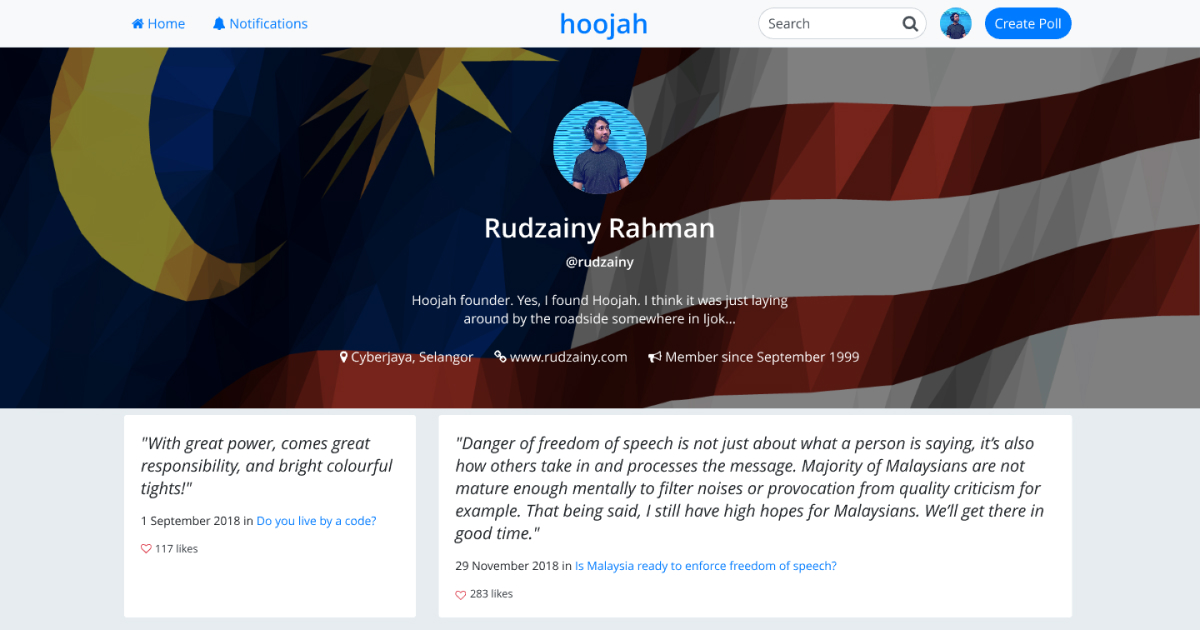 Home
Notifications
hoojah
Search
Create Poll
Rudzainy Rahman
@rudzainy
Hoojah founder. Yes, I found Hoojah. I think it was just laying
around by the roadside somewhere in Ijok...
Cyberjaya, Selangor
www.rudzainy.com
Member since September 1999
"With great power, comes great
responsibility, and bright colourful
tights!"
1 September 2018 in Do you live by a code?
117 likes
"Danger of freedom of speech is not just about what a person is saying, it’s also
how others take in and processes the message. Majority of Malaysians are not
mature enough mentally to filter noises or provocation from quality criticism for
example. That being said, I still have high hopes for Malaysians. We’ll get there in
good time."
29 November 2018 in Is Malaysia ready to enforce freedom of speech?
283 likes